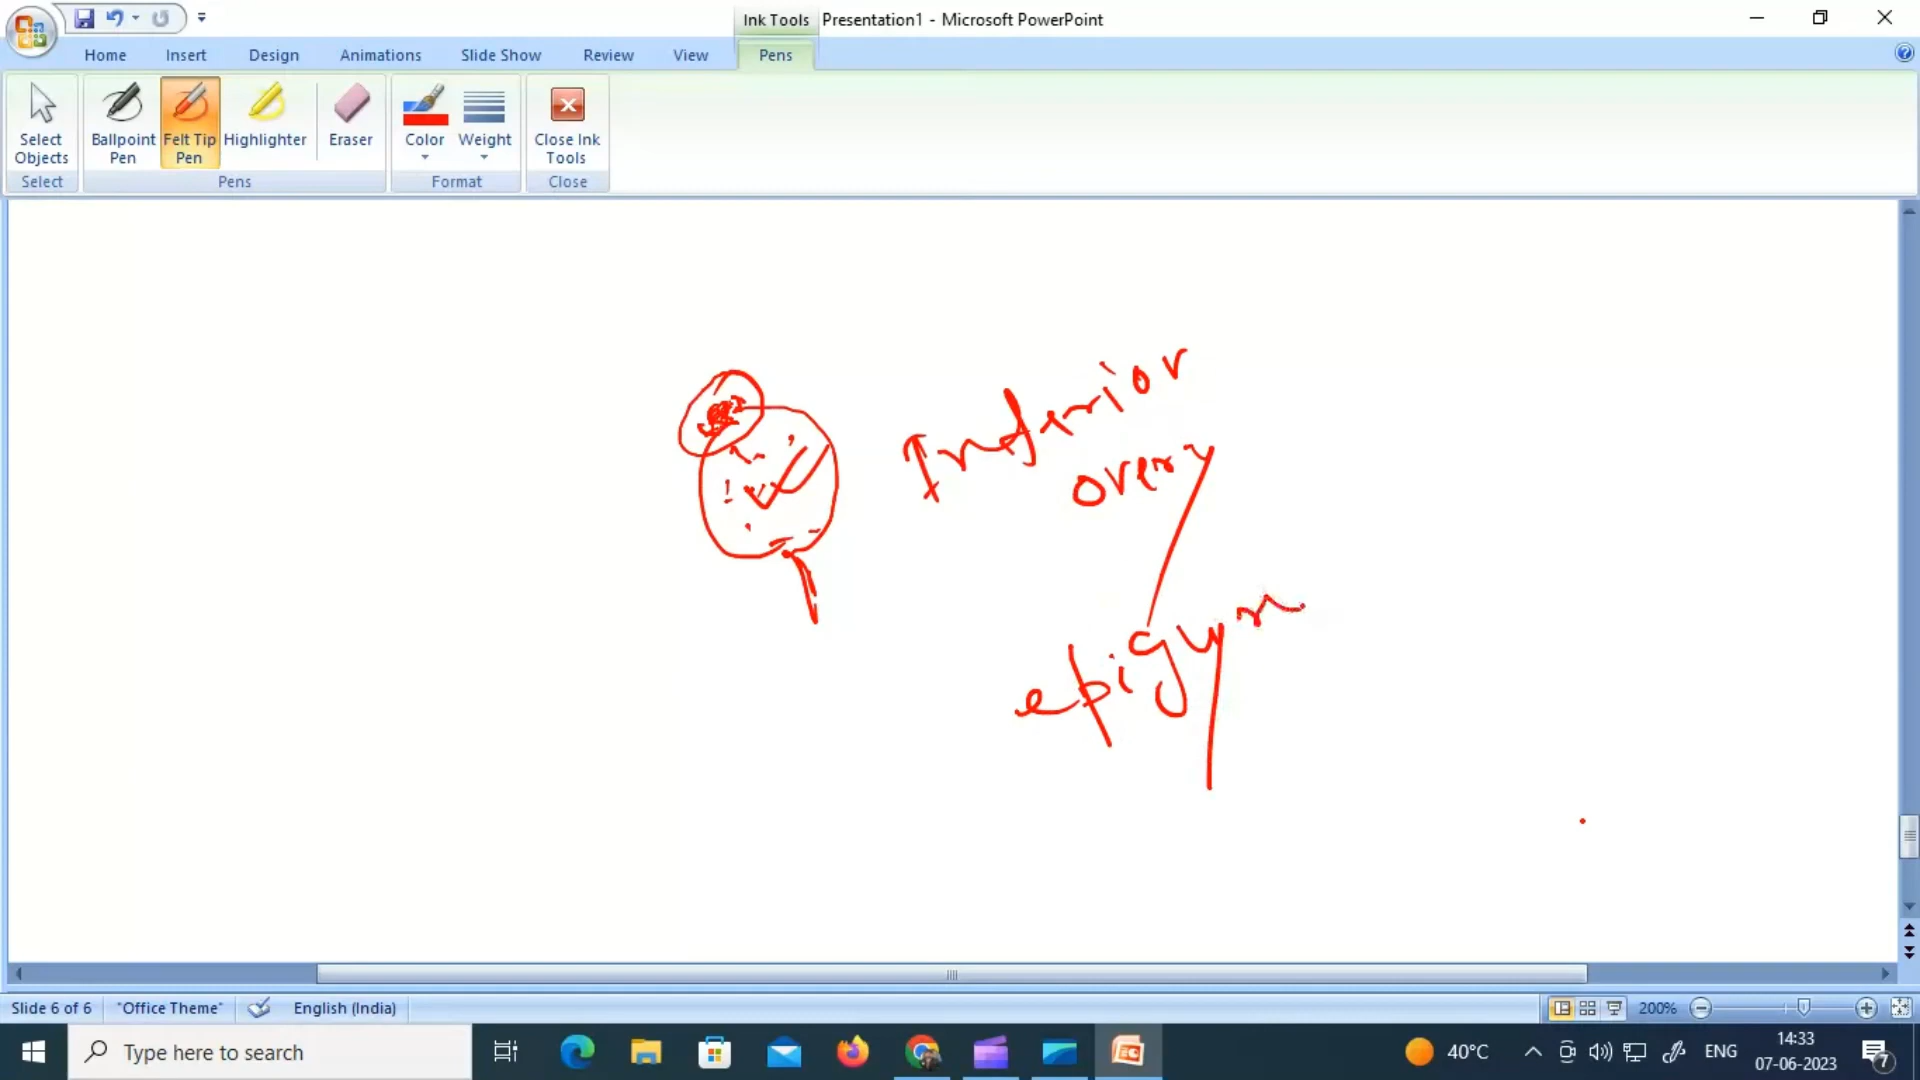 Ink Tools Presentation1 - Microsoft PowerPoint
Home Insert Design Animations Slide Show Review View Pens
Select Objects Ballpoint Pen Felt Tip Pen Highlighter Eraser Color Weight Close Ink Tools
Select Pens Format Close
Inferior
overy
epigyn
Slide 6 of 6 "Office Theme" English (India) 200%
Type here to search 40°C ENG 14:33 07-06-2023 7